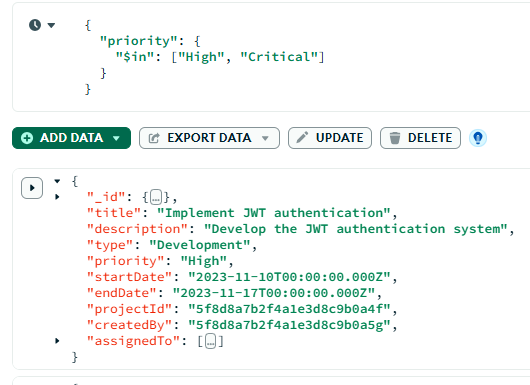 {
"priority": {
"$in": ["High", "Critical"]
}
}
ADD DATA
EXPORT DATA
UPDATE
DELETE
{
"_id": {…},
"title": "Implement JWT authentication",
"description": "Develop the JWT authentication system",
"type": "Development",
"priority": "High",
"startDate": "2023-11-10T00:00:00.000Z",
"endDate": "2023-11-17T00:00:00.000Z",
"projectId": "5f8d8a7b2f4a1e3d8c9b0a4f",
"createdBy": "5f8d8a7b2f4a1e3d8c9b0a5g",
"assignedTo": […]
}